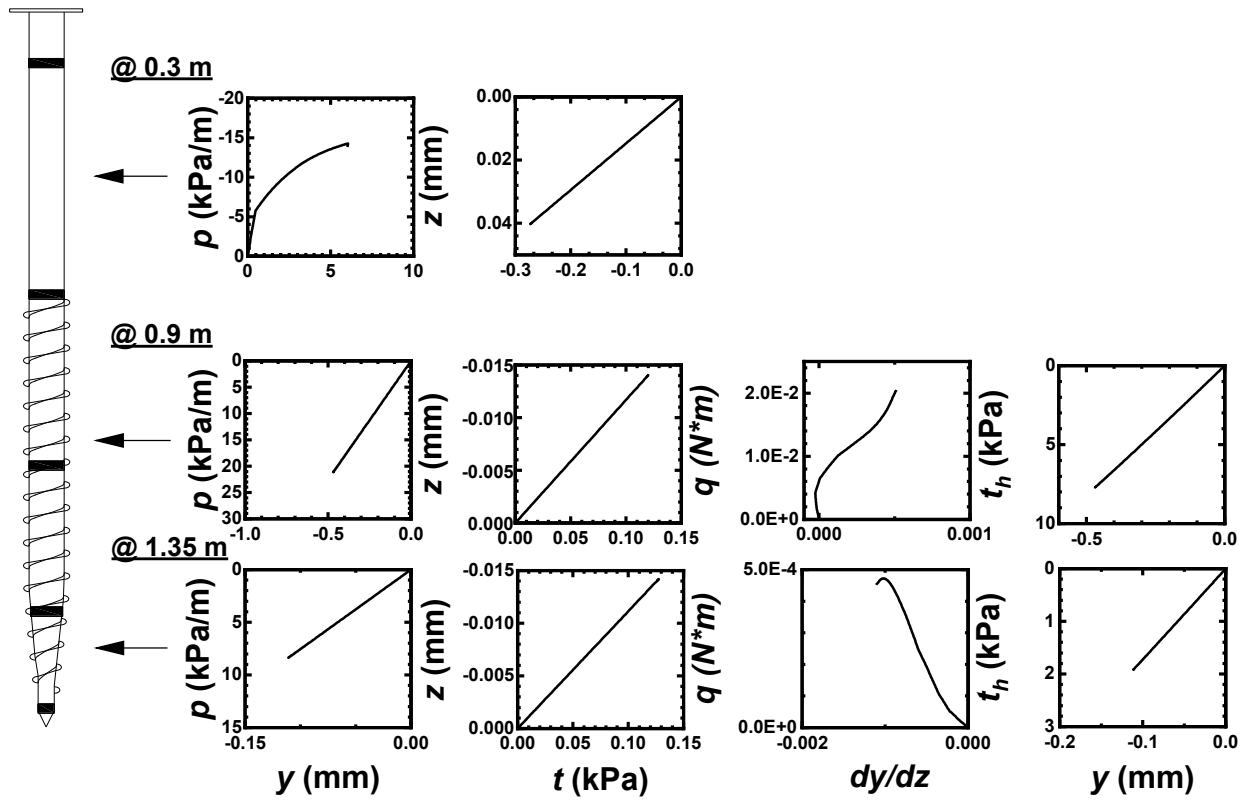 @ 0.3 m
p (kPa/m)
-20
-15
-10
-5
0
0 5 10
z (mm)
0.00
0.02
0.04
-0.3 -0.2 -0.1 0.0
@ 0.9 m
p (kPa/m)
0
5
10
15
20
25
30
-1.0 -0.5 0.0
z (mm)
-0.015
-0.010
-0.005
0.000
0.00 0.05 0.10 0.15
q (N*m)
2.0E-2
1.0E-2
0.0E+0
0.000 0.001
t_h (kPa)
0
5
10
-0.5 0.0
@ 1.35 m
p (kPa/m)
0
5
10
15
-0.15 0.00
y (mm)
z (mm)
-0.015
-0.010
-0.005
0.000
0.00 0.05 0.10 0.15
t (kPa)
q (N*m)
5.0E-4
0.0E+0
-0.002 0.000
dy/dz
t_h (kPa)
0
1
2
3
-0.2 -0.1 0.0
y (mm)